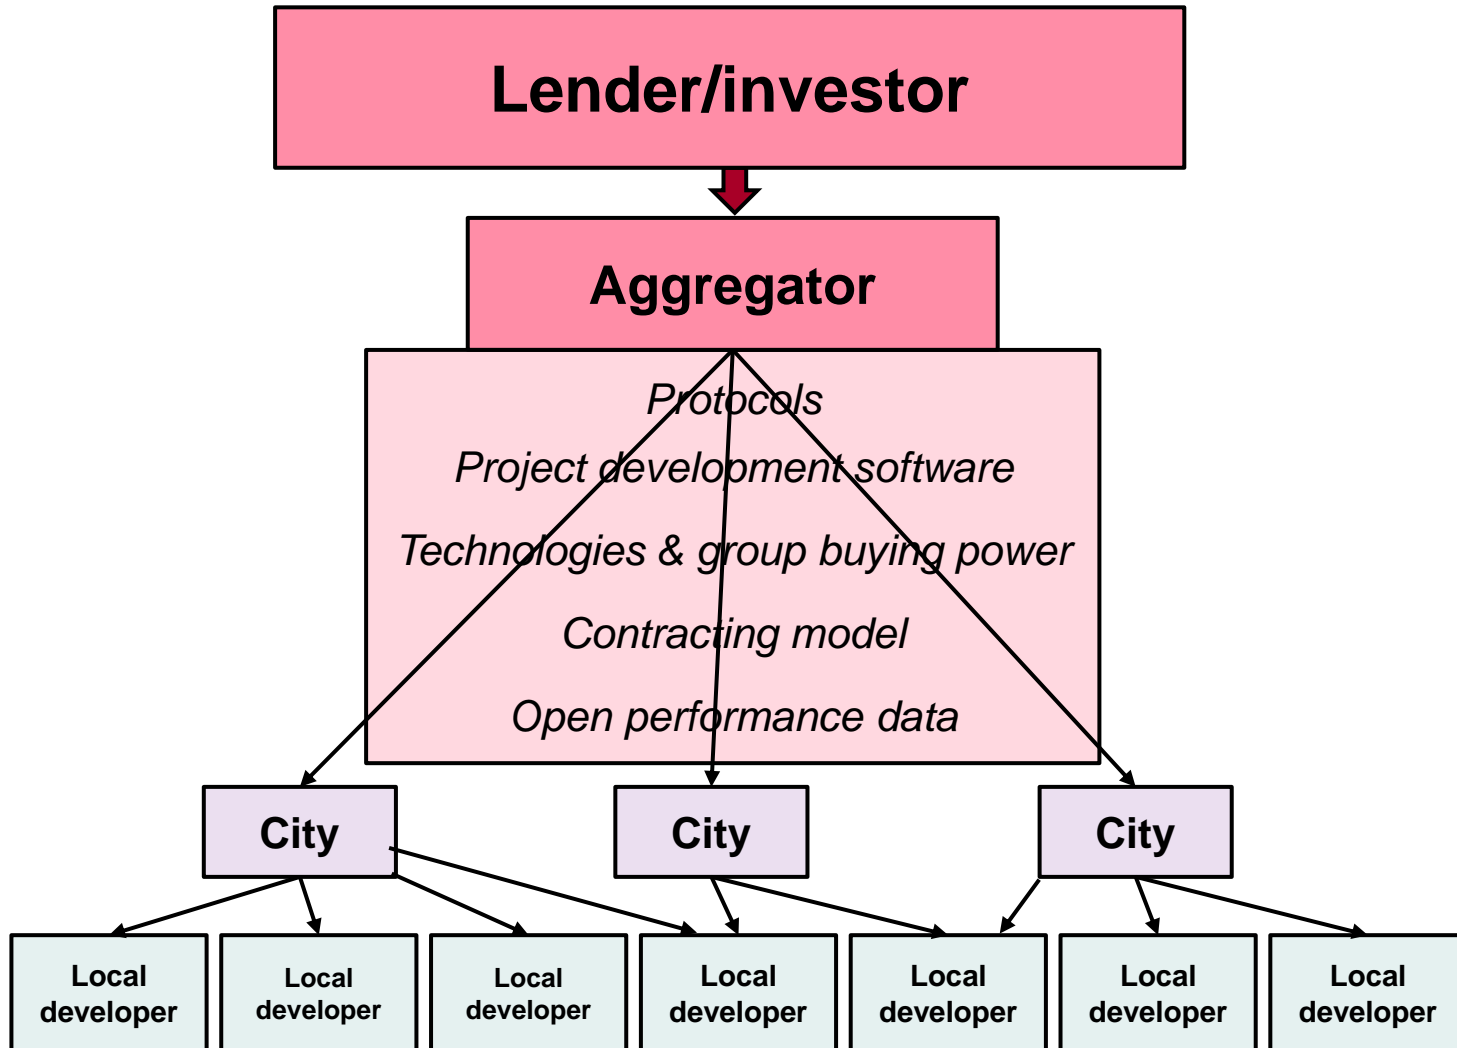 Lender/investor
Aggregator
Protocols
Project development software
Technologies & group buying power
Contracting model
Open performance data
City
City
City
Local
developer
Local
developer
Local
developer
Local
developer
Local
developer
Local
developer
Local
developer